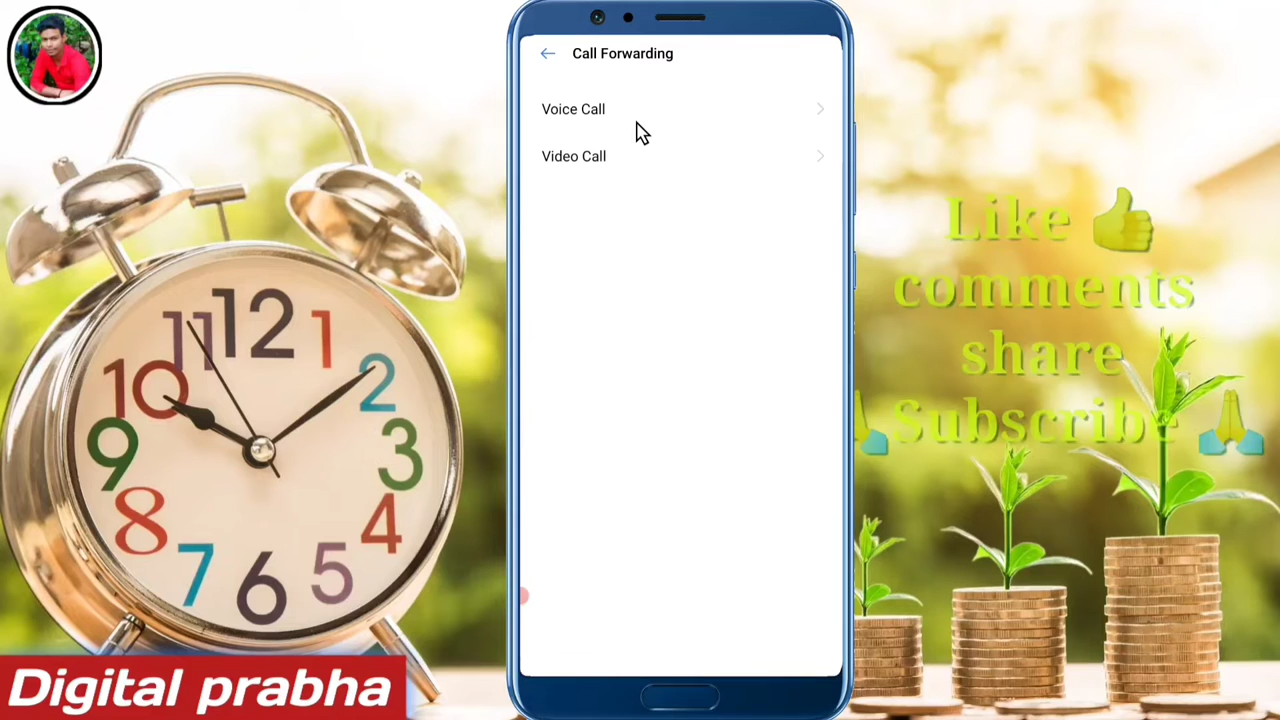 Call Forwarding
Voice Call
Video Call
Like 👍
comments
share
🙏Subscribe 🙏
12
1
2
3
4
5
6
7
8
9
10
11
Digital prabha